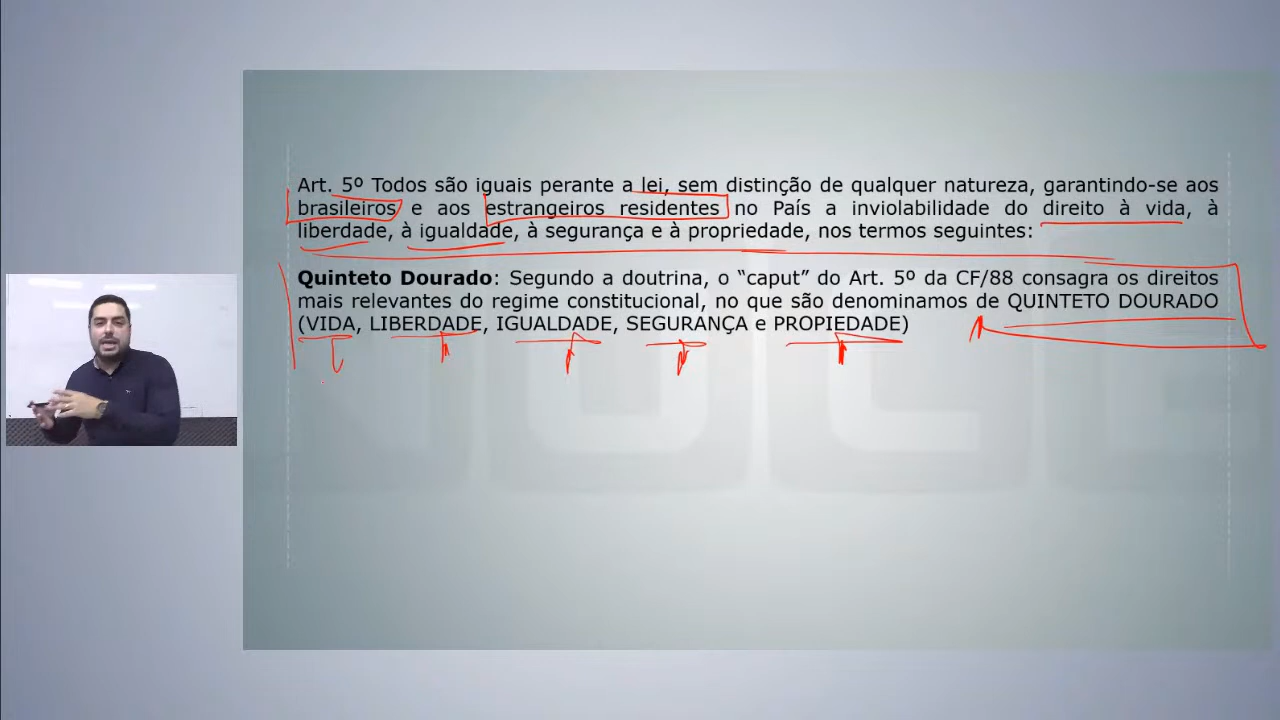 Art. 5º Todos são iguais perante a lei, sem distinção de qualquer natureza, garantindo-se aos
brasileiros e aos estrangeiros residentes no País a inviolabilidade do direito à vida, à
liberdade, à igualdade, à segurança e à propriedade, nos termos seguintes:
Quinteto Dourado: Segundo a doutrina, o “caput” do Art. 5º da CF/88 consagra os direitos
mais relevantes do regime constitucional, no que são denominamos de QUINTETO DOURADO
(VIDA, LIBERDADE, IGUALDADE, SEGURANÇA e PROPIEDADE)